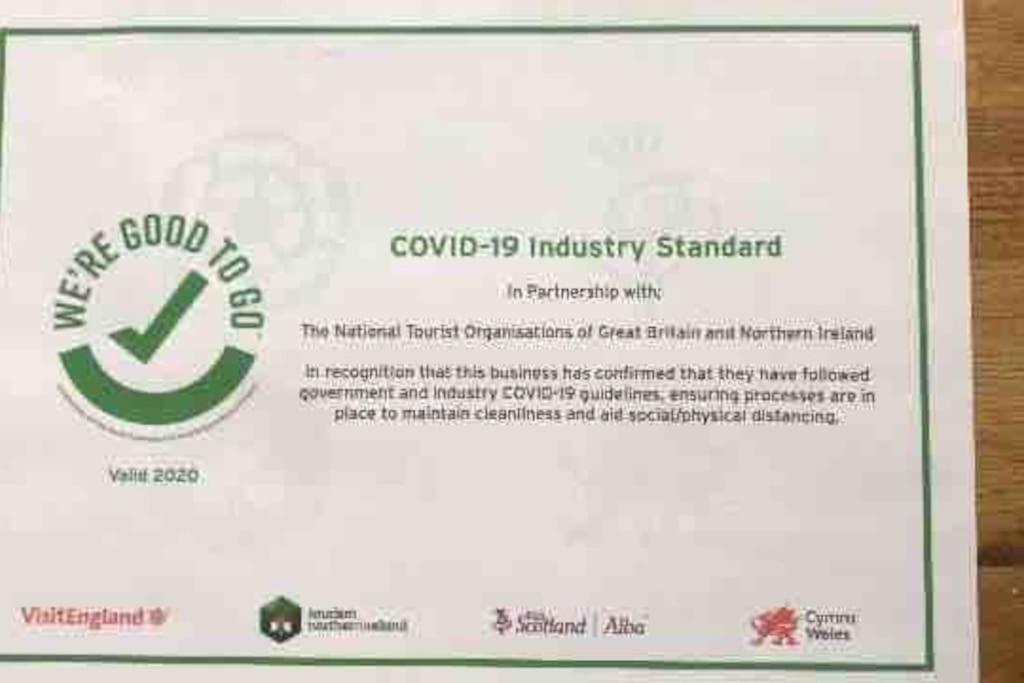 WE'RE GOOD TO GO
COVID-19 Industry Standard
In Partnership with:
The National Tourist Organisations of Great Britain and Northern Ireland
In recognition that this business has confirmed that they have followed
government and industry COVID-19 guidelines, ensuring processes are in
place to maintain cleanliness and aid social/physical distancing.
Valid 2020
VisitEngland
tourism
northernireland
Scotland | Alba
Cymru
Wales